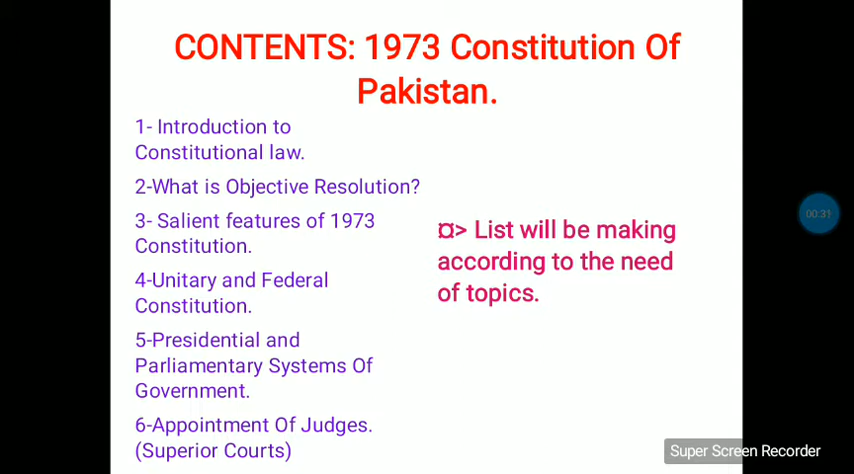 CONTENTS: 1973 Constitution Of
Pakistan.
1- Introduction to
Constitutional law.
2-What is Objective Resolution?
3- Salient features of 1973
Constitution.
4-Unitary and Federal
Constitution.
5-Presidential and
Parliamentary Systems Of
Government.
6-Appointment Of Judges.
(Superior Courts)
¤> List will be making
according to the need
of topics.
00:31
Super Screen Recorder